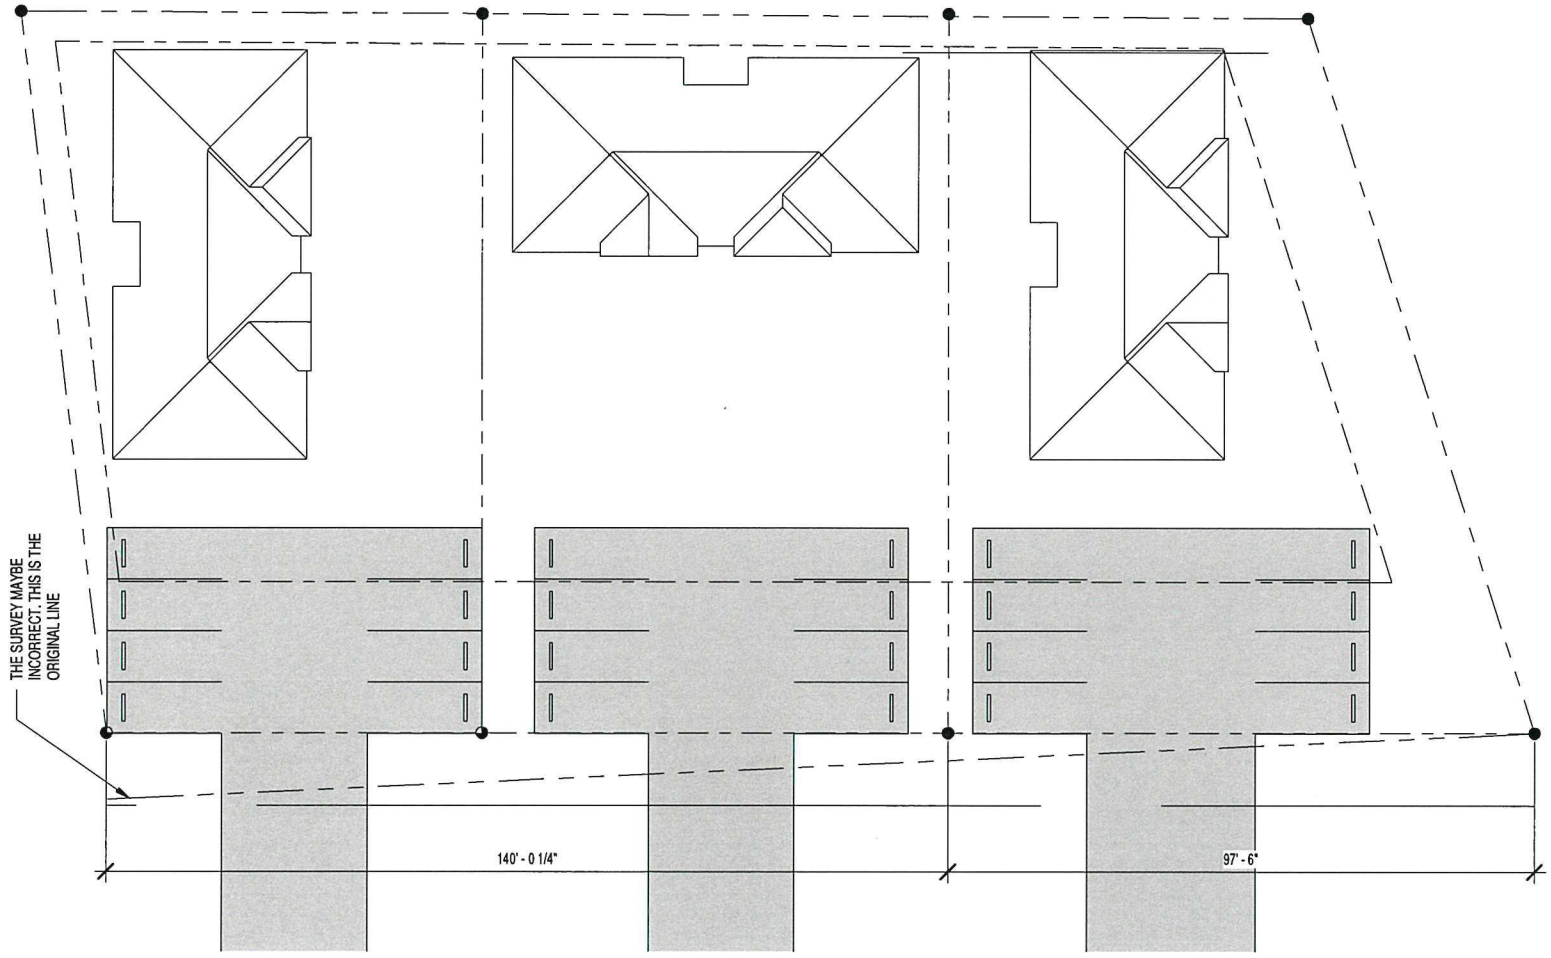 THE SURVEY MAYBE
INCORRECT. THIS IS THE
ORIGINAL LINE
140' - 0 1/4"
97' - 6"